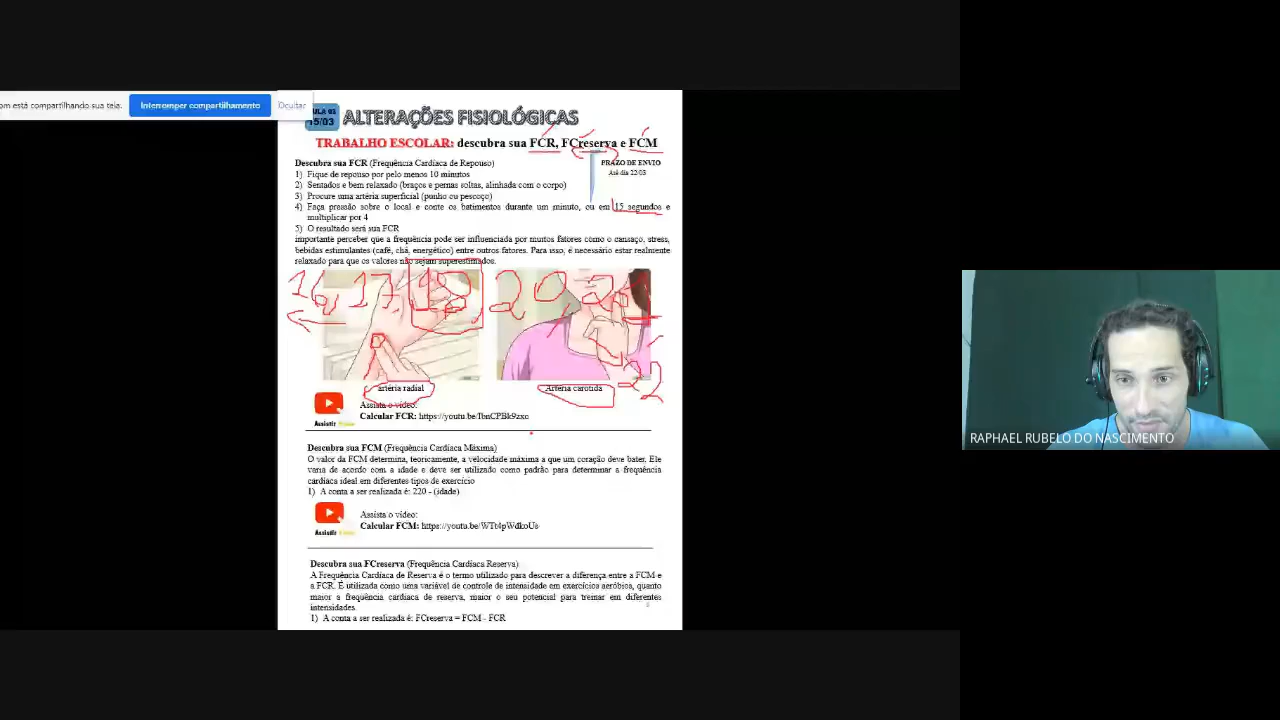 om está compartilhando sua tela.
Interromper compartilhamento
Ocultar
AULA 03
15/03
ALTERAÇÕES FISIOLÓGICAS
TRABALHO ESCOLAR: descubra sua FCR, FCreserva e FCM
Descubra sua FCR (Frequência Cardíaca de Repouso)
PRAZO DE ENVIO
Até dia 22/03
1) Fique de repouso por pelo menos 10 minutos
2) Sentados e bem relaxado (braços e pernas soltas, alinhada com o corpo)
3) Procure uma artéria superficial (punho ou pescoço)
4) Faça pressão sobre o local e conte os batimentos durante um minuto, ou em 15 segundos e
multiplicar por 4
5) O resultado será sua FCR
importante perceber que a frequência pode ser influenciada por muitos fatores como o cansaço, stress,
bebidas estimulantes (café, chá, energético) entre outros fatores. Para isso, é necessário estar realmente
relaxado para que os valores não sejam superestimados.
16, 17, 20
artéria radial
Artéria carótida
22
Assista o vídeo:
Calcular FCR:
Assistir
Descubra sua FCM (Frequência Cardíaca Máxima)
O valor da FCM determina, teoricamente, a velocidade máxima a que um coração deve bater. Ele
varia de acordo com a idade e deve ser utilizado como padrão para determinar a frequência
cardíaca ideal em diferentes tipos de exercício
1) A conta a ser realizada é: 220 - (idade)
Assista o vídeo:
Calcular FCM:
Assistir
Descubra sua FCreserva (Frequência Cardíaca Reserva)
A Frequência Cardíaca de Reserva é o termo utilizado para descrever a diferença entre a FCM e
a FCR. É utilizada como uma variável de controle de intensidade em exercícios aeróbios, quanto
maior a frequência cardíaca de reserva, maior o seu potencial para treinar em diferentes
intensidades.
1) A conta a ser realizada é: FCreserva = FCM - FCR
RAPHAEL RUBELO DO NASCIMENTO